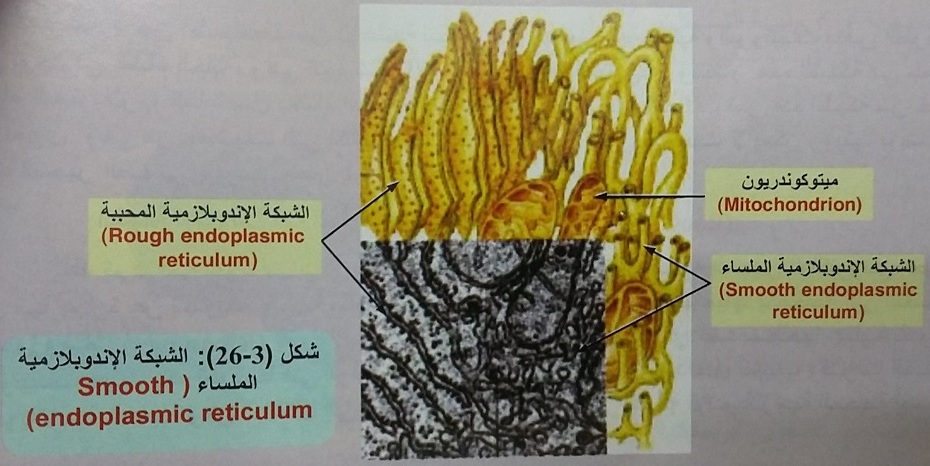 ميتوكوندريون
(Mitochondrion)
الشبكة الإندوبلازمية المحببة
(Rough endoplasmic
reticulum)
الشبكة الإندوبلازمية الملساء
(Smooth endoplasmic
reticulum)
شكل (3-26): الشبكة الإندوبلازمية
الملساء ( Smooth
endoplasmic reticulum)